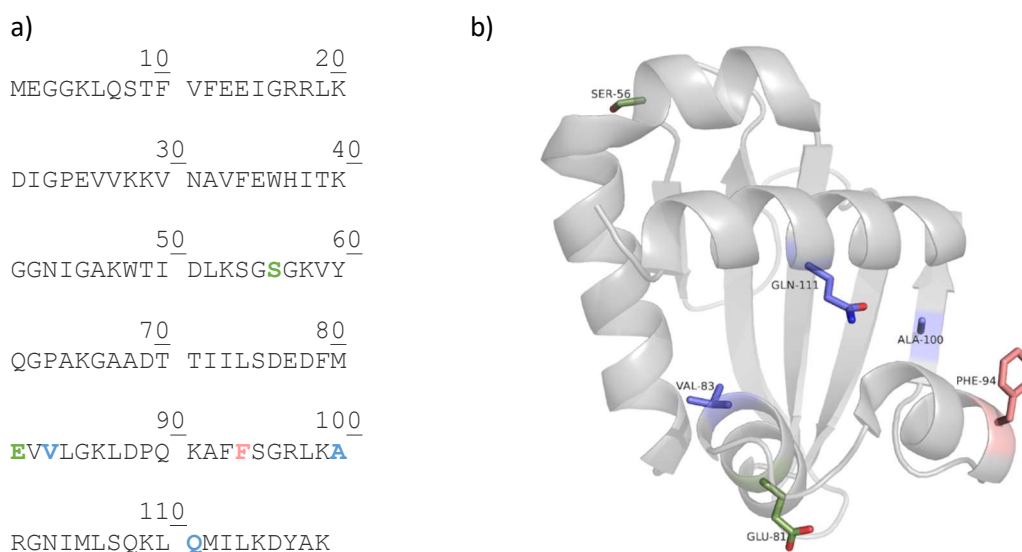 a)
10 20
MEGGKLQSTF VFEEIGRRLK
30 40
DIGPEVVKKV NAVFEWHITK
50 60
GGNIGAKWTI DLKSGSGKVY
70 80
QGPAKGAADT TIILSDEDFM
90 100
EVVLGKLDPQ KAFFSGRLKA
110
RGNIMLSQKL QMILKDYAK
b)
SER-56
GLN-111
ALA-100
PHE-94
VAL-83
GLU-81